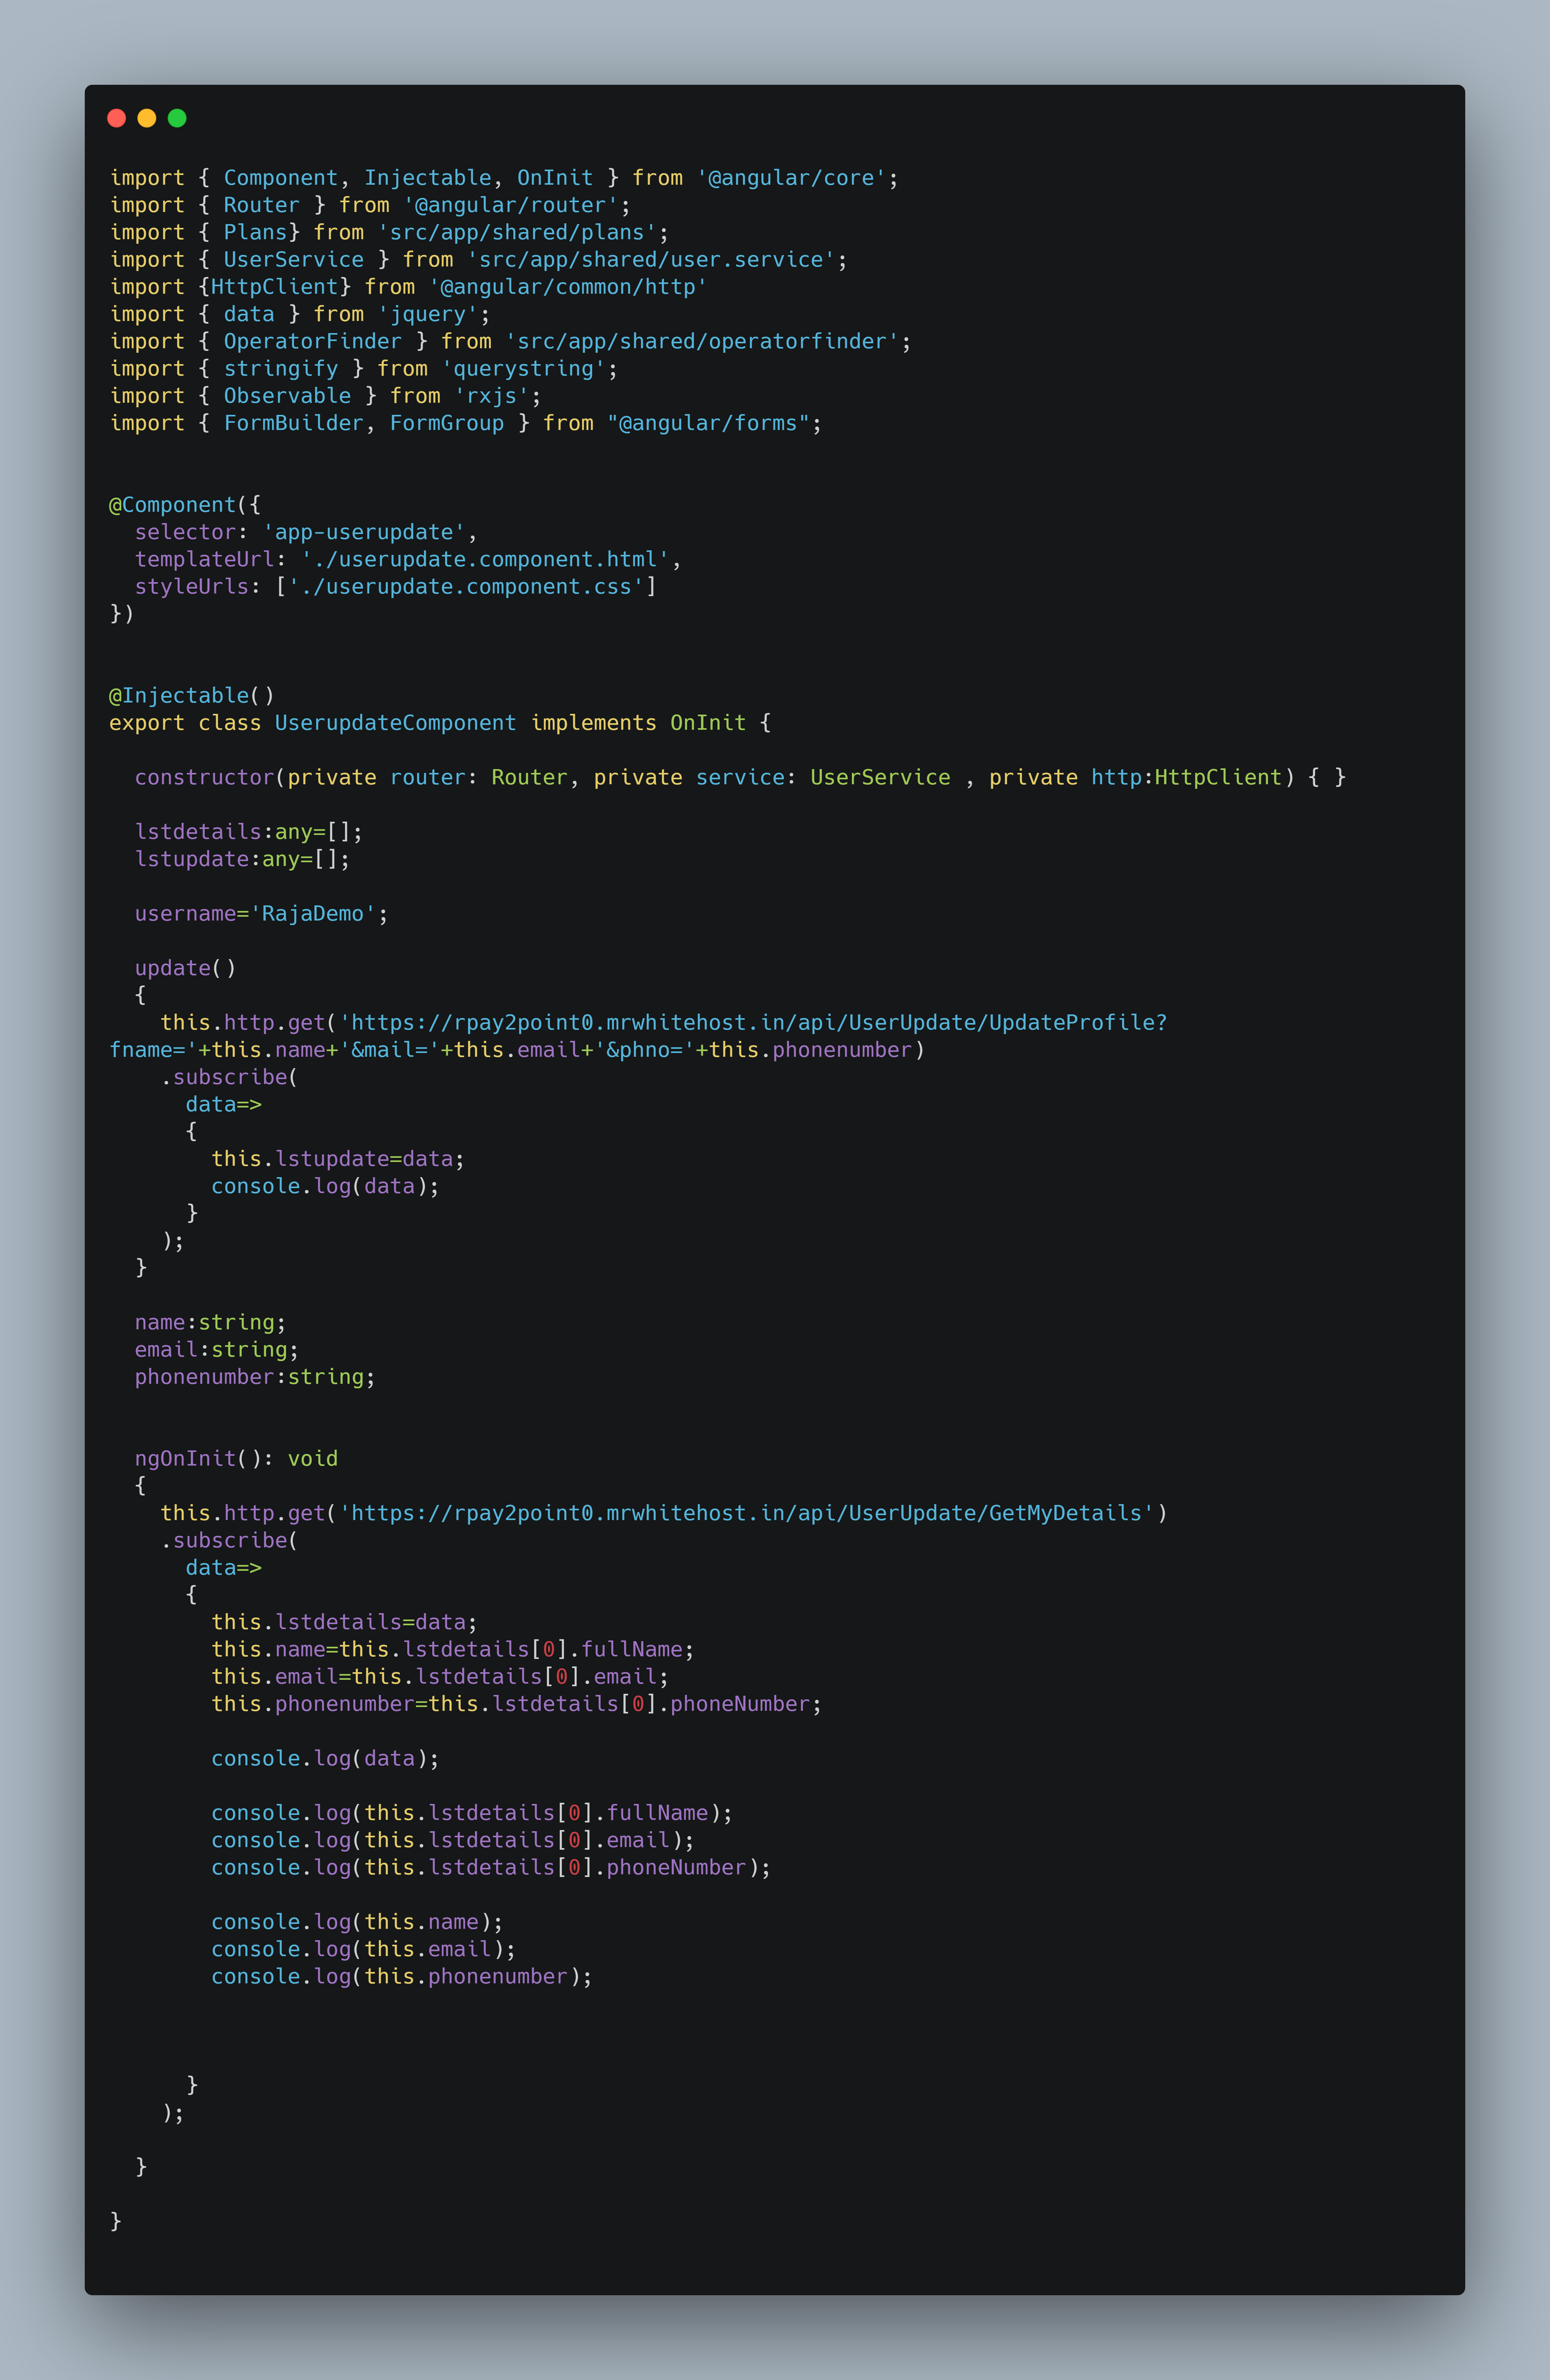 import { Component, Injectable, OnInit } from '@angular/core';
import { Router } from '@angular/router';
import { Plans} from 'src/app/shared/plans';
import { UserService } from 'src/app/shared/user.service';
import {HttpClient} from '@angular/common/http'
import { data } from 'jquery';
import { OperatorFinder } from 'src/app/shared/operatorfinder';
import { stringify } from 'querystring';
import { Observable } from 'rxjs';
import { FormBuilder, FormGroup } from "@angular/forms";
@Component({
  selector: 'app-userupdate',
  templateUrl: './userupdate.component.html',
  styleUrls: ['./userupdate.component.css']
})
@Injectable()
export class UserupdateComponent implements OnInit {
  constructor(private router: Router, private service: UserService , private http:HttpClient) { }
  lstdetails:any=[];
  lstupdate:any=[];
  username='RajaDemo';
  update()
  {
    this.http.get('https://rpay2point0.mrwhitehost.in/api/UserUpdate/UpdateProfile?
fname='+this.name+'&mail='+this.email+'&phno='+this.phonenumber)
    .subscribe(
      data=>
      {
        this.lstupdate=data;
        console.log(data);
      }
    );
  }
  name:string;
  email:string;
  phonenumber:string;
  ngOnInit(): void
  {
    this.http.get('https://rpay2point0.mrwhitehost.in/api/UserUpdate/GetMyDetails')
    .subscribe(
      data=>
      {
        this.lstdetails=data;
        this.name=this.lstdetails[0].fullName;
        this.email=this.lstdetails[0].email;
        this.phonenumber=this.lstdetails[0].phoneNumber;
        console.log(data);
        console.log(this.lstdetails[0].fullName);
        console.log(this.lstdetails[0].email);
        console.log(this.lstdetails[0].phoneNumber);
        console.log(this.name);
        console.log(this.email);
        console.log(this.phonenumber);
      }
    );
  }
}